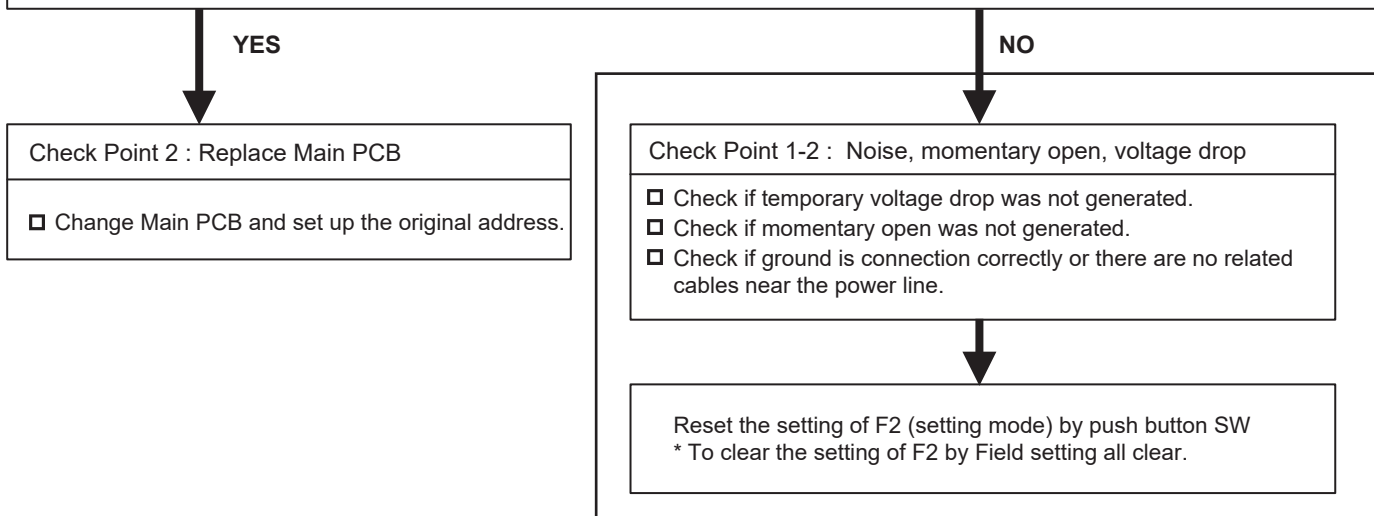 YES
NO
Check Point 2 : Replace Main PCB
☐ Change Main PCB and set up the original address.
Check Point 1-2 : Noise, momentary open, voltage drop
☐ Check if temporary voltage drop was not generated.
☐ Check if momentary open was not generated.
☐ Check if ground is connection correctly or there are no related
cables near the power line.
Reset the setting of F2 (setting mode) by push button SW
* To clear the setting of F2 by Field setting all clear.